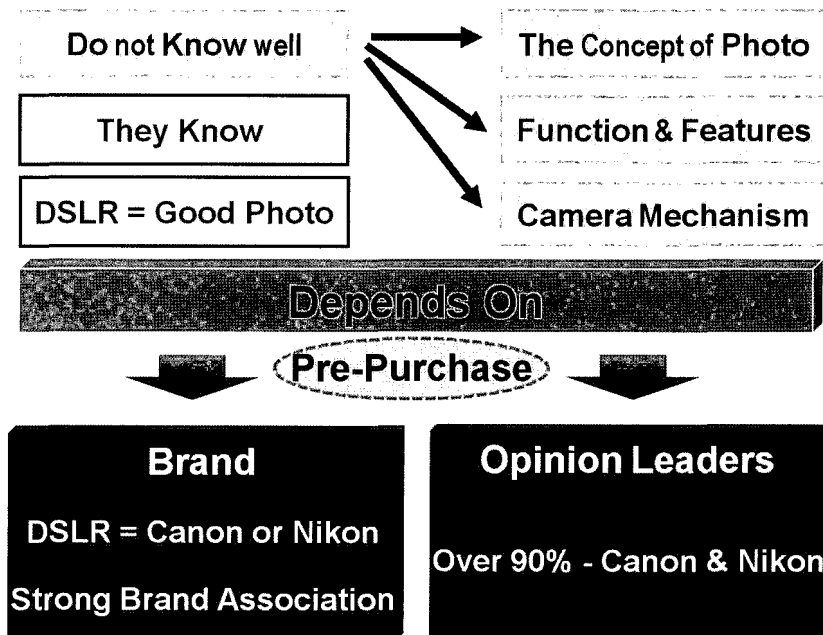 Do not Know well
The Concept of Photo
They Know
Function & Features
DSLR = Good Photo
Camera Mechanism
Depends On
Pre-Purchase
Brand
DSLR = Canon or Nikon
Strong Brand Association
Opinion Leaders
Over 90% - Canon & Nikon